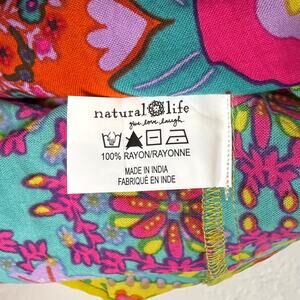 natural life
give love. laugh.
100% RAYON/RAYONNE
MADE IN INDIA
FABRIQUÉ EN INDE